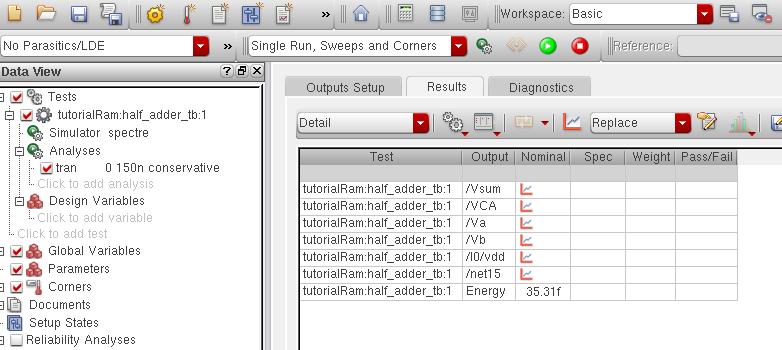 Workspace: Basic
No Parasitics/LDE
Single Run, Sweeps and Corners
Reference:
Data View
Tests
tutorialRam:half_adder_tb:1
Simulator spectre
Analyses
tran 0 150n conservative
Click to add analysis
Design Variables
Click to add variable
Click to add test
Global Variables
Parameters
Corners
Documents
Setup States
Reliability Analyses
Outputs Setup Results Diagnostics
Detail Replace
Test Output Nominal Spec Weight Pass/Fail
tutorialRam:half_adder_tb:1 /Vsum
tutorialRam:half_adder_tb:1 /VCA
tutorialRam:half_adder_tb:1 /Va
tutorialRam:half_adder_tb:1 /Vb
tutorialRam:half_adder_tb:1 /I0/vdd
tutorialRam:half_adder_tb:1 /net15
tutorialRam:half_adder_tb:1 Energy 35.31f